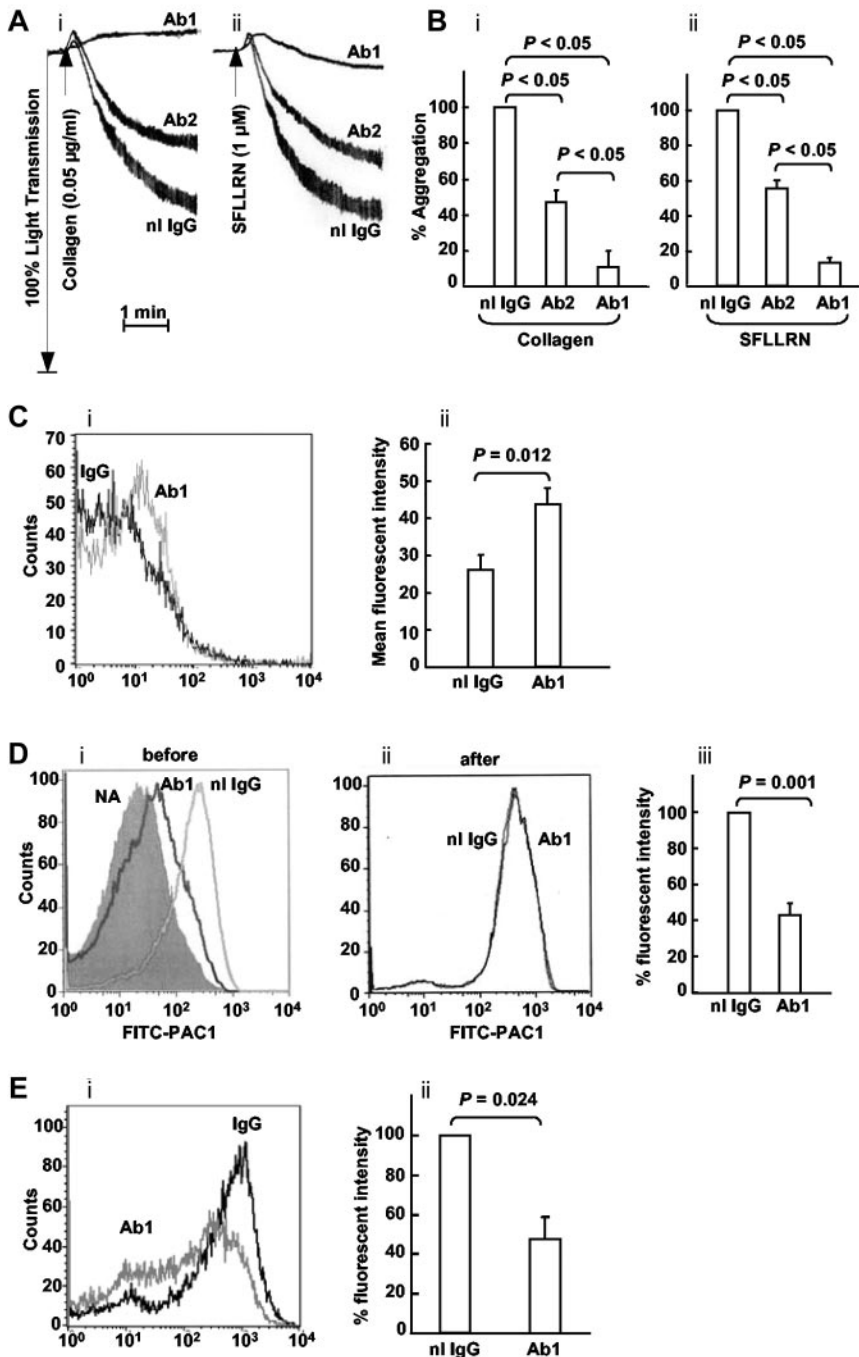 A
i
Ab1
Ab2
nl IgG
100% Light Transmission
Collagen (0.05 µg/ml)
1 min
ii
Ab1
Ab2
nl IgG
SFLLRN (1 µM)
B
i
P < 0.05
P < 0.05
P < 0.05
% Aggregation
100
80
60
40
20
0
nl IgG Ab2 Ab1
Collagen
ii
P < 0.05
P < 0.05
P < 0.05
100
80
60
40
20
0
nl IgG Ab2 Ab1
SFLLRN
C
i
Counts
70
60
50
40
30
20
10
0
IgG
Ab1
10⁰ 10¹ 10² 10³ 10⁴
ii
Mean fluorescent intensity
60
50
40
30
20
10
0
P = 0.012
nl IgG Ab1
D
i before
Counts
100
80
60
40
20
0
NA
Ab1
nl IgG
10⁰ 10¹ 10² 10³ 10⁴
FITC-PAC1
ii after
100
80
60
40
20
0
nl IgG
Ab1
10⁰ 10¹ 10² 10³ 10⁴
FITC-PAC1
iii
P = 0.001
% fluorescent intensity
100
80
60
40
20
0
nl IgG Ab1
E
i
Counts
100
80
60
40
20
0
IgG
Ab1
10⁰ 10¹ 10² 10³ 10⁴
ii
P = 0.024
% fluorescent intensity
100
80
60
40
20
0
nl IgG Ab1